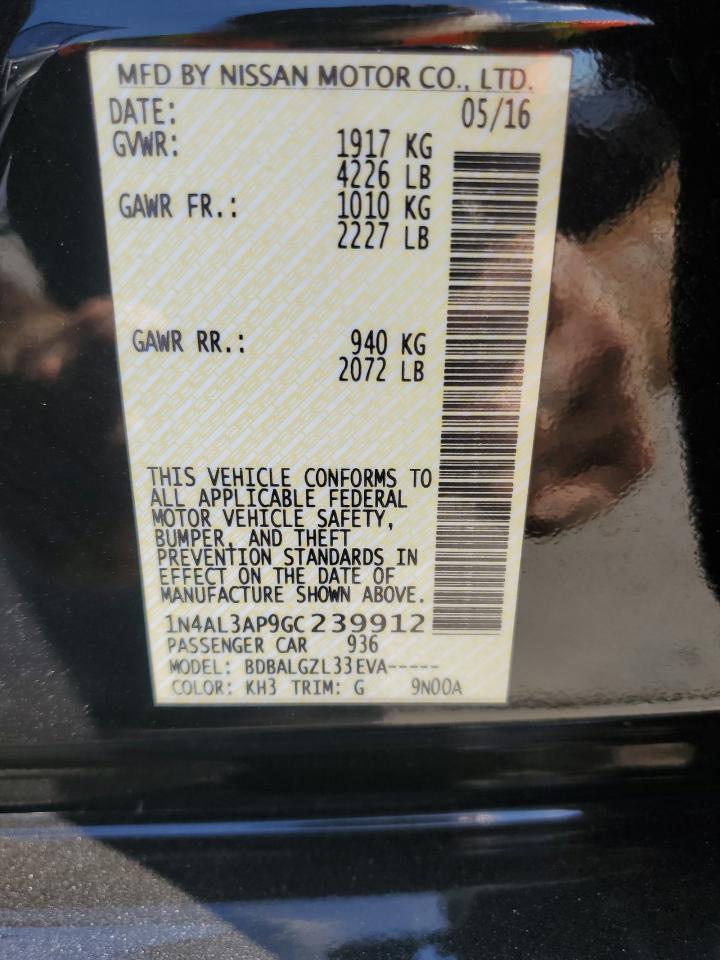 MFD BY NISSAN MOTOR CO., LTD.
DATE: 05/16
GVWR: 1917 KG
4226 LB
GAWR FR.: 1010 KG
2227 LB
GAWR RR.: 940 KG
2072 LB
THIS VEHICLE CONFORMS TO
ALL APPLICABLE FEDERAL
MOTOR VEHICLE SAFETY,
BUMPER, AND THEFT
PREVENTION STANDARDS IN
EFFECT ON THE DATE OF
MANUFACTURE SHOWN ABOVE.
1N4AL3AP9GC239912
PASSENGER CAR 936
MODEL: BDBALGZL33EVA-----
COLOR: KH3 TRIM: G 9N00A